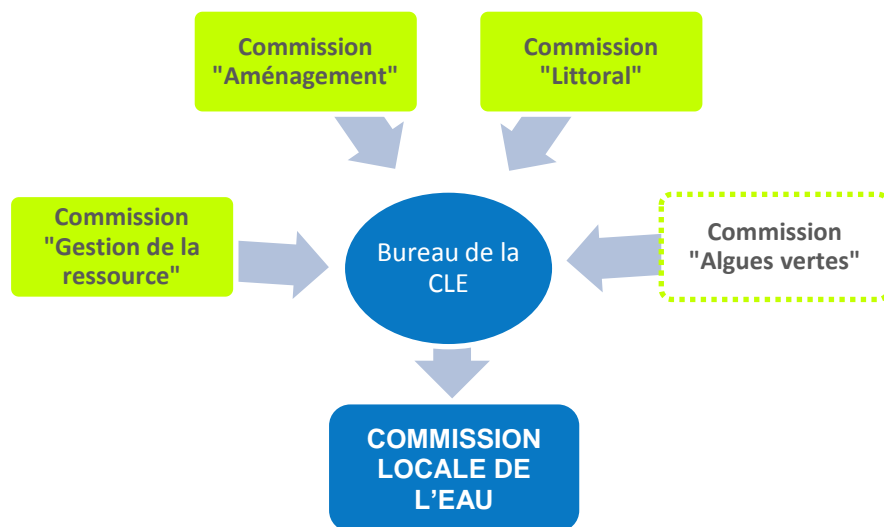 Commission
"Aménagement"
Commission
"Littoral"
Commission
"Gestion de la
ressource"
Bureau de la
CLE
Commission
"Algues vertes"
COMMISSION
LOCALE DE
L’EAU